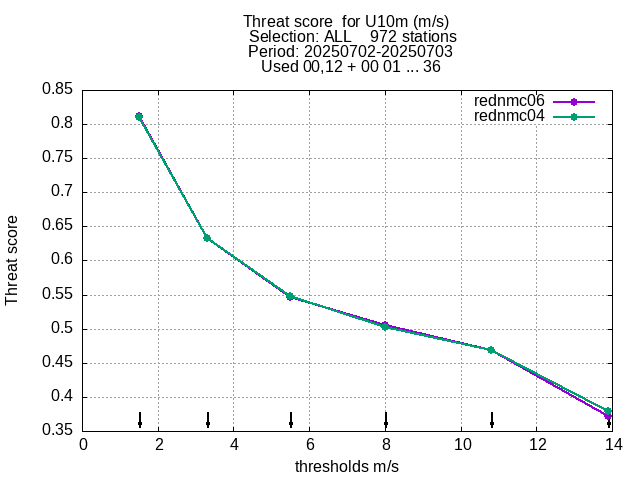 Threat score  for U10m (m/s)
Selection: ALL    972 stations
Period: 20250702-20250703
Used 00,12 + 00 01 ... 36
rednmc06
rednmc04
Threat score
0.85
0.8
0.75
0.7
0.65
0.6
0.55
0.5
0.45
0.4
0.35
0 2 4 6 8 10 12 14
thresholds m/s